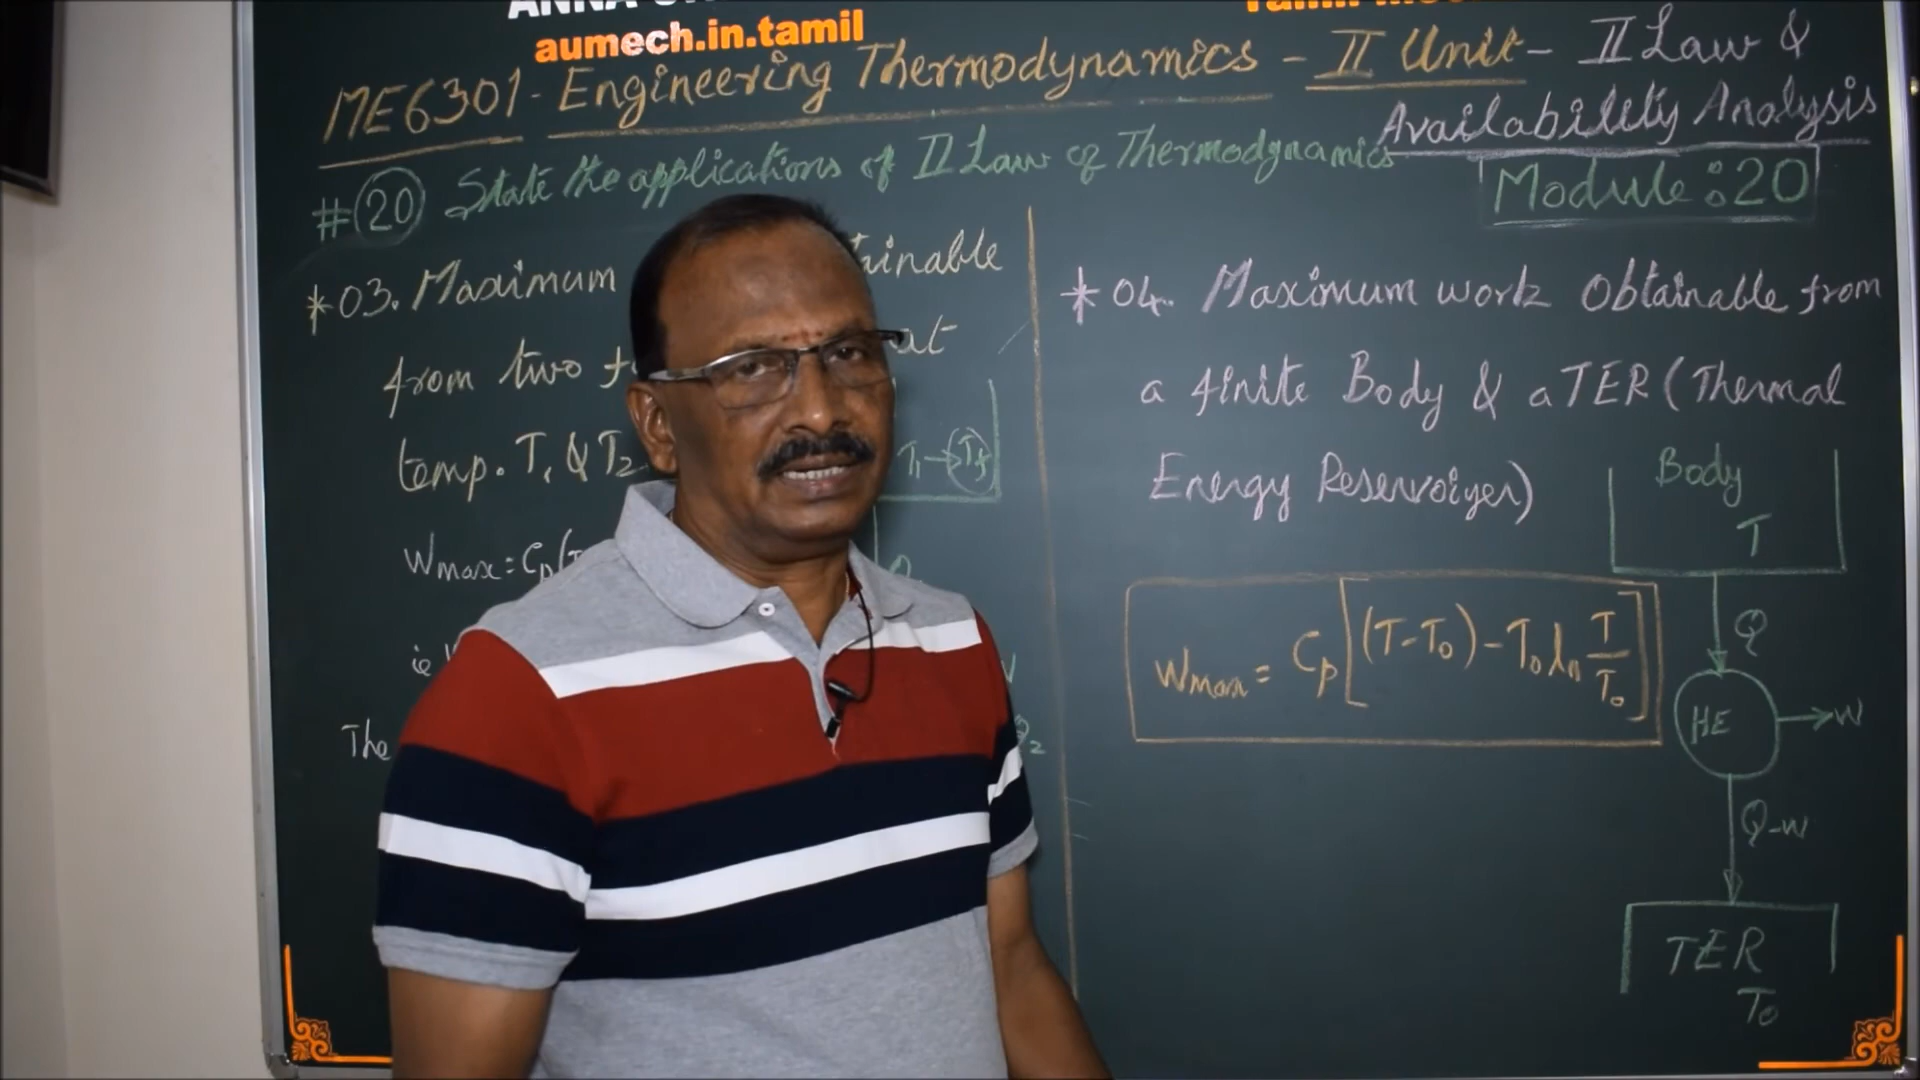 aumech.in.tamil
ME6301 - Engineering Thermodynamics - II Unit - II Law &
Availability Analysis
#20 State the applications of II Law of Thermodynamics
Module: 20
*03. Maximum
from two
temp. T₁ & T₂
T₁→Tf
Wmax = Cp(
ie
The
Q₂
*04. Maximum work Obtainable from
a finite Body & a TER (Thermal
Energy Reservoiyer)
Body
T
Q
Wmax = Cp[(T-T₀)-T₀ ln T/T₀]
HE
W
Q-W
TER
T₀